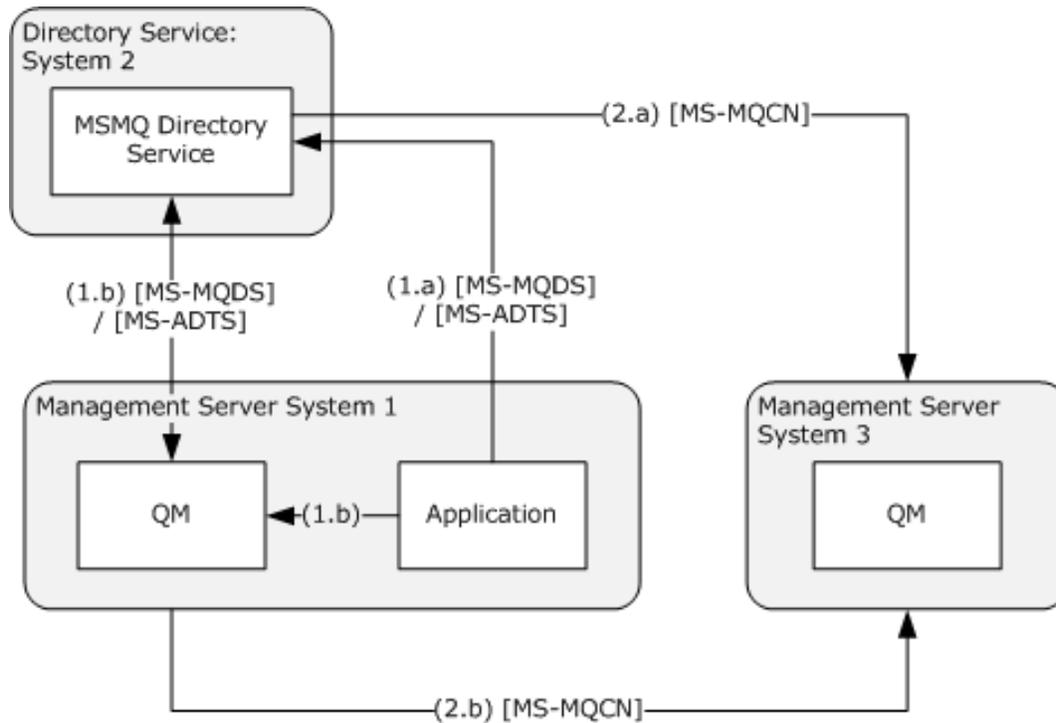 Directory Service:
System 2
MSMQ Directory
Service
(2.a) [MS-MQCN]
(1.b) [MS-MQDS]
/ [MS-ADTS]
(1.a) [MS-MQDS]
/ [MS-ADTS]
Management Server System 1
QM
(1.b)
Application
Management Server
System 3
QM
(2.b) [MS-MQCN]